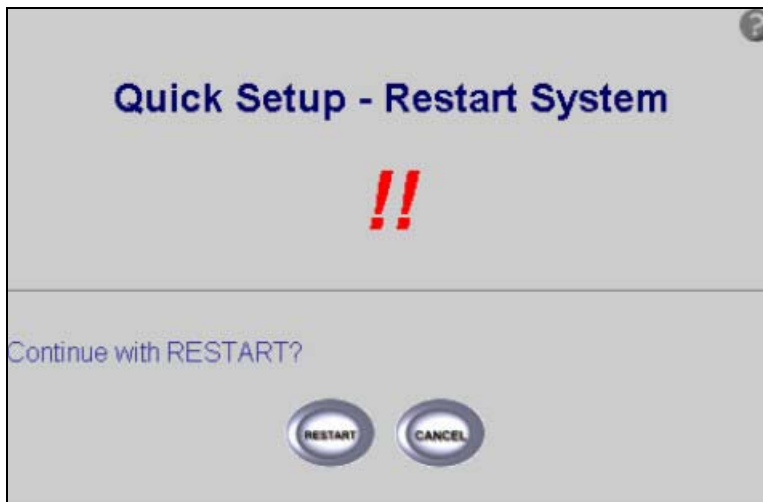 ?
Quick Setup - Restart System
!!
Continue with RESTART?
RESTART CANCEL